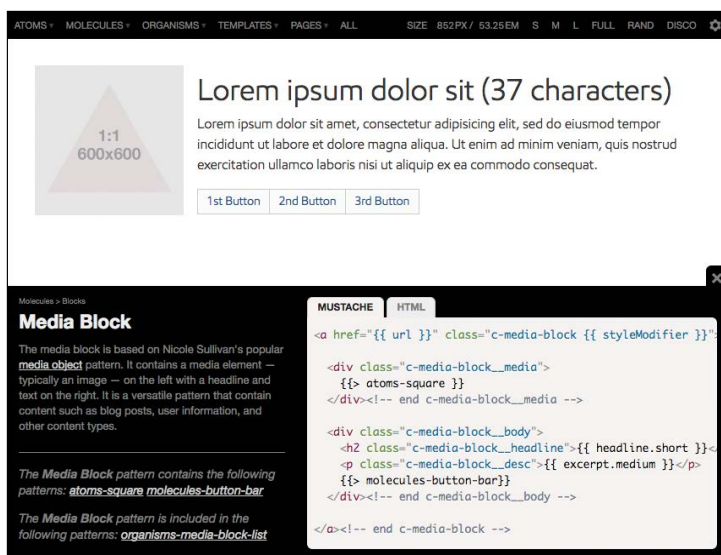 ATOMS ▾ MOLECULES ▾ ORGANISMS ▾ TEMPLATES ▾ PAGES ▾ ALL SIZE 852PX / 53.25EM S M L FULL RAND DISCO
1:1
600x600
Lorem ipsum dolor sit (37 characters)
Lorem ipsum dolor sit amet, consectetur adipisicing elit, sed do eiusmod tempor
incididunt ut labore et dolore magna aliqua. Ut enim ad minim veniam, quis nostrud
exercitation ullamco laboris nisi ut aliquip ex ea commodo consequat.
1st Button 2nd Button 3rd Button
Molecules > Blocks
Media Block
The media block is based on Nicole Sullivan's popular
media object pattern. It contains a media element —
typically an image — on the left with a headline and
text on the right. It is a versatile pattern that contain
content such as blog posts, user information, and
other content types.
The Media Block pattern contains the following
patterns: atoms-square molecules-button-bar
The Media Block pattern is included in the
following patterns: organisms-media-block-list
MUSTACHE HTML
<a href="{{ url }}" class="c-media-block {{ styleModifier }}">
<div class="c-media-block__media">
{{> atoms-square }}
</div><!-- end c-media-block__media -->
<div class="c-media-block__body">
<h2 class="c-media-block__headline">{{ headline.short }}</
<p class="c-media-block__desc">{{ excerpt.medium }}</p>
{{> molecules-button-bar}}
</div><!-- end c-media-block__body -->
</a><!-- end c-media-block -->